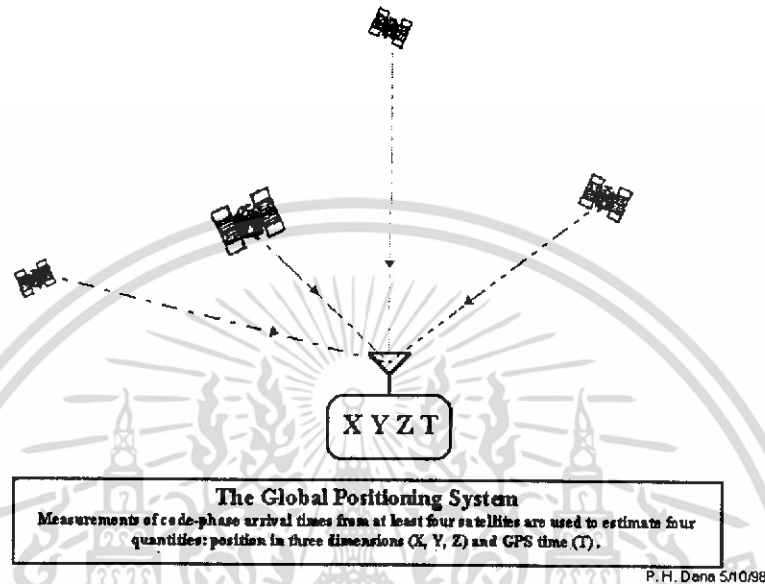 X Y Z T
The Global Positioning System
Measurements of code-phase arrival times from at least four satellites are used to estimate four
quantities: position in three dimensions (X, Y, Z) and GPS time (T).
P. H. Dana 5/10/98